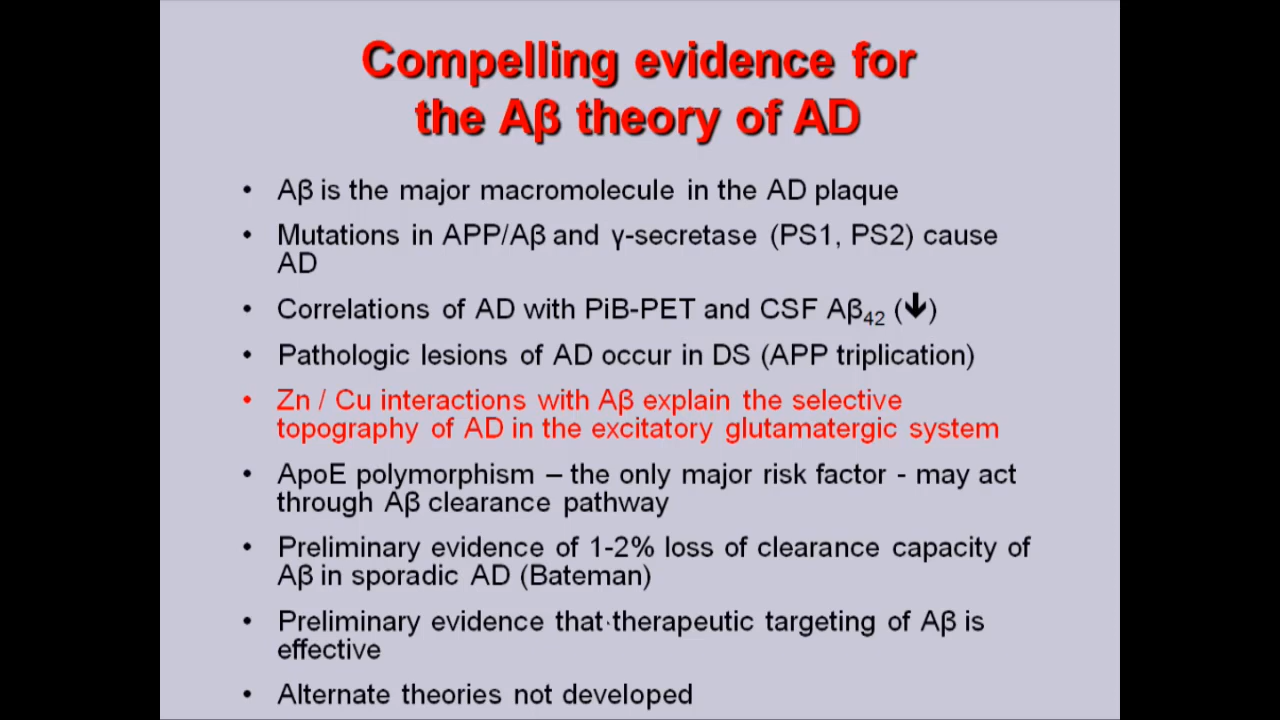 Compelling evidence for
the Aβ theory of AD
• Aβ is the major macromolecule in the AD plaque
• Mutations in APP/Aβ and γ-secretase (PS1, PS2) cause
AD
• Correlations of AD with PiB-PET and CSF Aβ42 (🡇)
• Pathologic lesions of AD occur in DS (APP triplication)
• Zn / Cu interactions with Aβ explain the selective
topography of AD in the excitatory glutamatergic system
• ApoE polymorphism – the only major risk factor - may act
through Aβ clearance pathway
• Preliminary evidence of 1-2% loss of clearance capacity of
Aβ in sporadic AD (Bateman)
• Preliminary evidence that therapeutic targeting of Aβ is
effective
• Alternate theories not developed